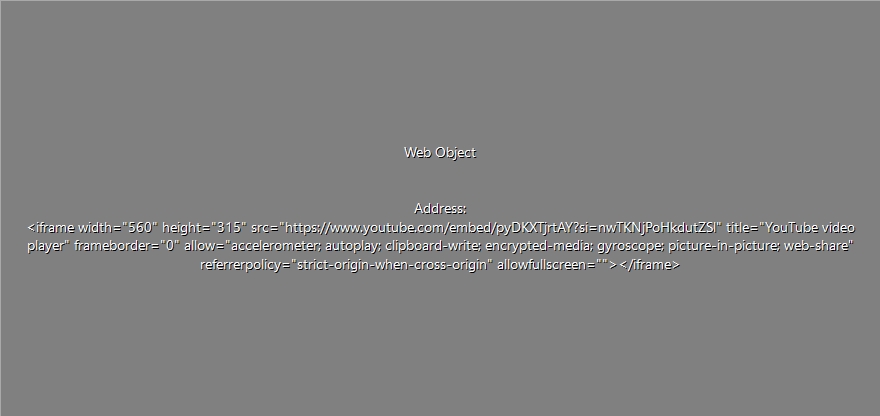 Web Object
Address:
<iframe width="560" height="315" src="https://www.youtube.com/embed/pyDKXTjrtAY?si=nwTKNjPoHkdutZSl" title="YouTube video
player" frameborder="0" allow="accelerometer; autoplay; clipboard-write; encrypted-media; gyroscope; picture-in-picture; web-share"
referrerpolicy="strict-origin-when-cross-origin" allowfullscreen=""></iframe>